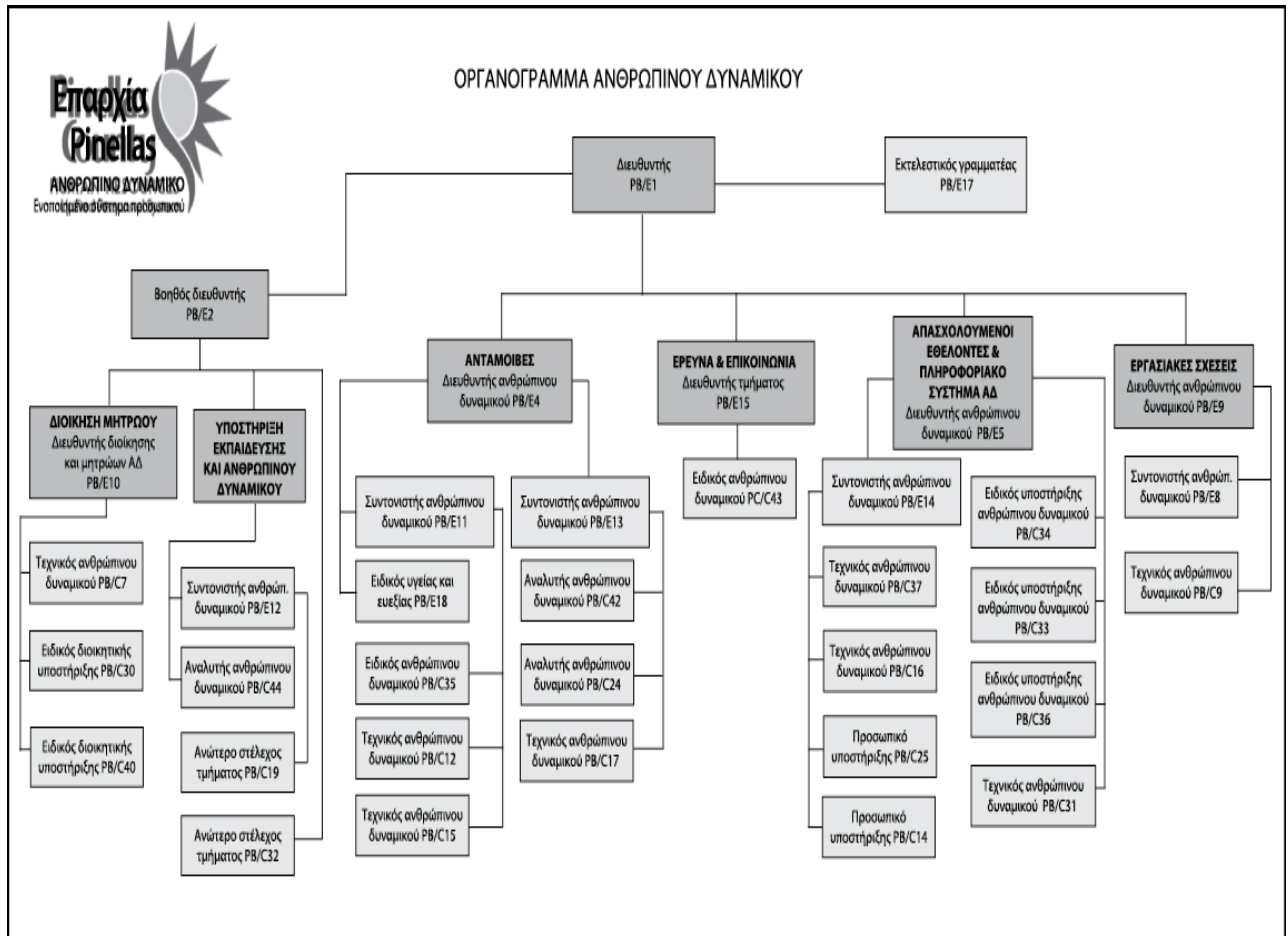 Επαρχία
Pinellas
ΑΝΘΡΩΠΙΝΟ ΔΥΝΑΜΙΚΟ
Ενοποιημένο σύστημα προσωπικού
ΟΡΓΑΝΟΓΡΑΜΜΑ ΑΝΘΡΩΠΙΝΟΥ ΔΥΝΑΜΙΚΟΥ
Διευθυντής
PB/E1
Εκτελεστικός γραμματέας
PB/E17
Βοηθός διευθυντής
PB/E2
ΔΙΟΙΚΗΣΗ ΜΗΤΡΩΟΥ
Διευθυντής διοίκησης
και μητρώων ΑΔ
PB/E10
Τεχνικός ανθρώπινου
δυναμικού PB/C7
Ειδικός διοικητικής
υποστήριξης PB/C30
Ειδικός διοικητικής
υποστήριξης PB/C40
ΥΠΟΣΤΗΡΙΞΗ
ΕΚΠΑΙΔΕΥΣΗΣ
ΚΑΙ ΑΝΘΡΩΠΙΝΟΥ
ΔΥΝΑΜΙΚΟΥ
Συντονιστής ανθρώπ.
δυναμικού PB/E12
Αναλυτής ανθρώπινου
δυναμικού PB/C44
Ανώτερο στέλεχος
τμήματος PB/C19
Ανώτερο στέλεχος
τμήματος PB/C32
ΑΝΤΑΜΟΙΒΕΣ
Διευθυντής ανθρώπινου
δυναμικού PB/E4
Συντονιστής ανθρώπινου
δυναμικού PB/E11
Ειδικός υγείας και
ευεξίας PB/E18
Ειδικός ανθρώπινου
δυναμικού PB/C35
Τεχνικός ανθρώπινου
δυναμικού PB/C12
Τεχνικός ανθρώπινου
δυναμικού PB/C15
Συντονιστής ανθρώπινου
δυναμικού PB/E13
Αναλυτής ανθρώπινου
δυναμικού PB/C42
Αναλυτής ανθρώπινου
δυναμικού PB/C24
Τεχνικός ανθρώπινου
δυναμικού PB/C17
ΕΡΕΥΝΑ & ΕΠΙΚΟΙΝΩΝΙΑ
Διευθυντής τμήματος
PB/E15
Ειδικός ανθρώπινου
δυναμικού PC/C43
ΑΠΑΣΧΟΛΟΥΜΕΝΟΙ
ΕΘΕΛΟΝΤΕΣ &
ΠΛΗΡΟΦΟΡΙΑΚΟ
ΣΥΣΤΗΜΑ ΑΔ
Διευθυντής ανθρώπινου
δυναμικού PB/E5
Συντονιστής ανθρώπινου
δυναμικού PB/E14
Τεχνικός ανθρώπινου
δυναμικού PB/C37
Τεχνικός ανθρώπινου
δυναμικού PB/C16
Προσωπικό
υποστήριξης PB/C25
Προσωπικό
υποστήριξης PB/C14
Ειδικός υποστήριξης
ανθρώπινου δυναμικού
PB/C34
Ειδικός υποστήριξης
ανθρώπινου δυναμικού
PB/C33
Ειδικός υποστήριξης
ανθρώπινου δυναμικού
PB/C36
Τεχνικός ανθρώπινου
δυναμικού PB/C31
ΕΡΓΑΣΙΑΚΕΣ ΣΧΕΣΕΙΣ
Διευθυντής ανθρώπινου
δυναμικού PB/E9
Συντονιστής ανθρώπ.
δυναμικού PB/E8
Τεχνικός ανθρώπινου
δυναμικού PB/C9